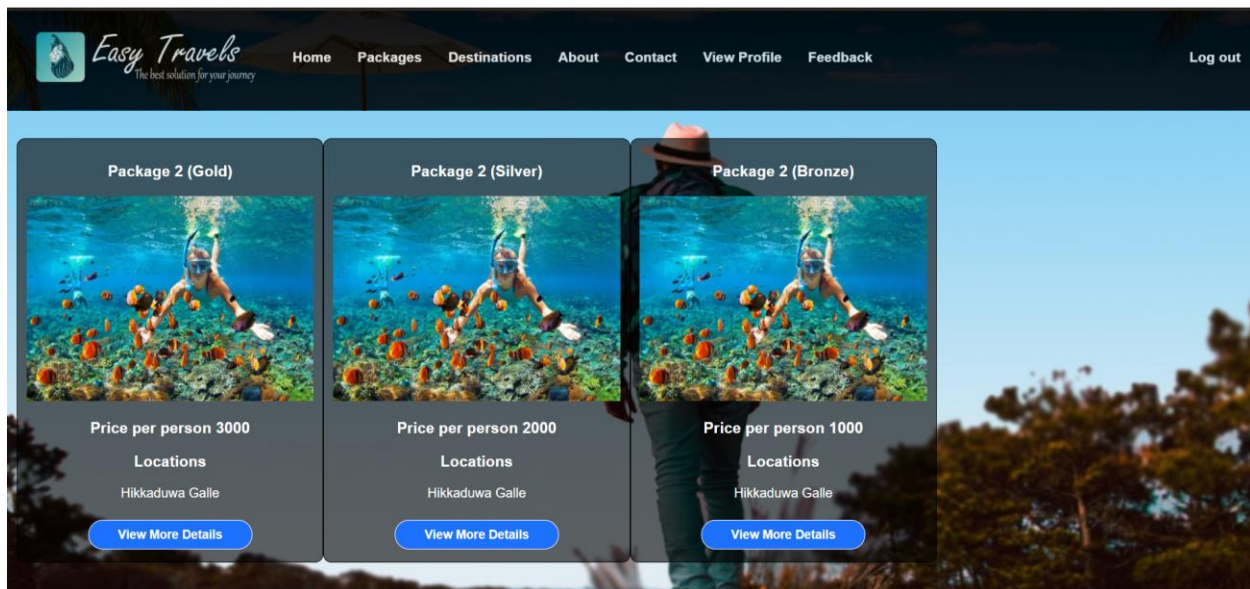 Easy Travels
The best solution for your journey
Home Packages Destinations About Contact View Profile Feedback Log out
Package 2 (Gold) Package 2 (Silver) Package 2 (Bronze)
Price per person 3000 Price per person 2000 Price per person 1000
Locations Locations Locations
Hikkaduwa Galle Hikkaduwa Galle Hikkaduwa Galle
View More Details View More Details View More Details